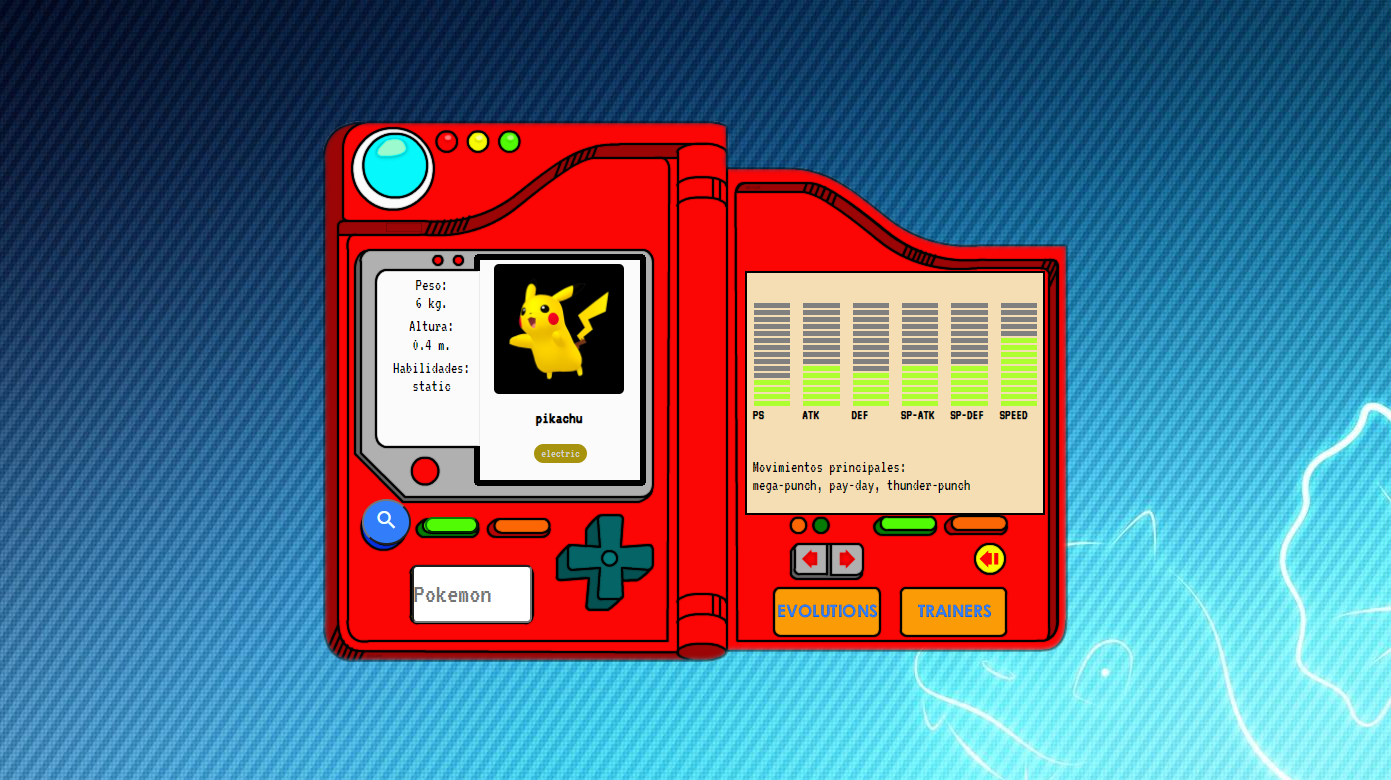 Peso:
6 kg.
Altura:
0.4 m.
Habilidades:
static
pikachu
electric
Pokemon
PS ATK DEF SP-ATK SP-DEF SPEED
Movimientos principales:
mega-punch, pay-day, thunder-punch
EVOLUTIONS TRAINERS